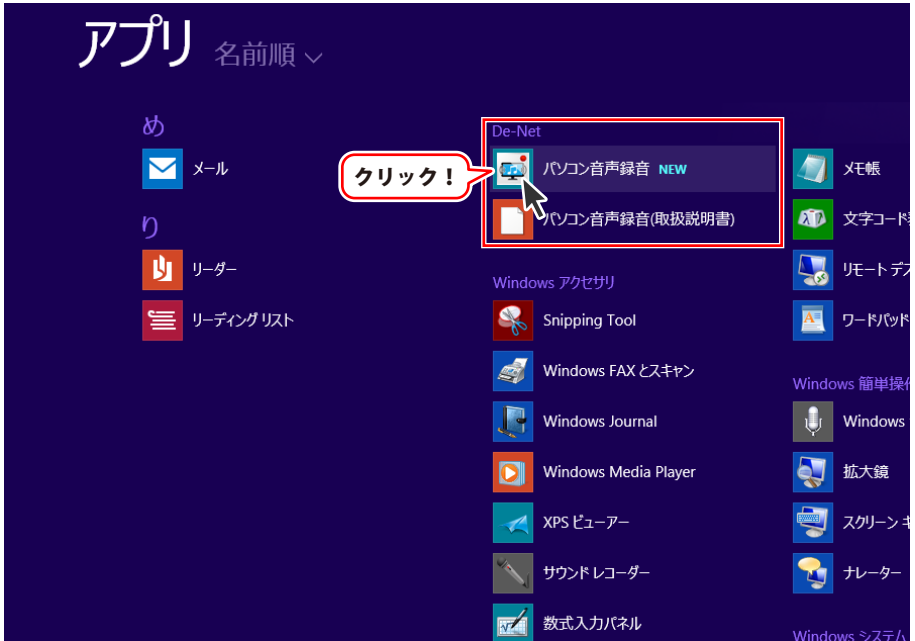 アプリ 名前順
め
メール
り
リーダー
リーディング リスト
クリック！
De-Net
パソコン音声録音 NEW
パソコン音声録音(取扱説明書)
Windows アクセサリ
Snipping Tool
Windows FAX とスキャン
Windows Journal
Windows Media Player
XPS ビューアー
サウンド レコーダー
数式入力パネル
メモ帳
文字コード
リモート デス
ワードパッド
Windows 簡単操作
Windows
拡大鏡
スクリーン キ
ナレーター
Windows システム